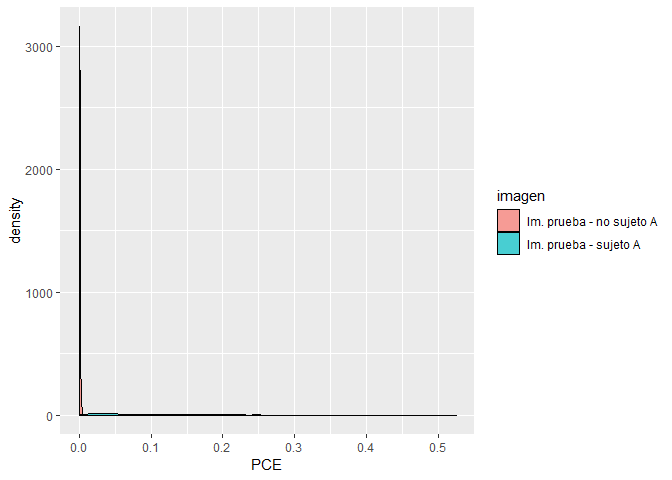 3000
2000
1000
0
density
0.0 0.1 0.2 0.3 0.4 0.5
PCE
imagen
Im. prueba - no sujeto A
Im. prueba - sujeto A